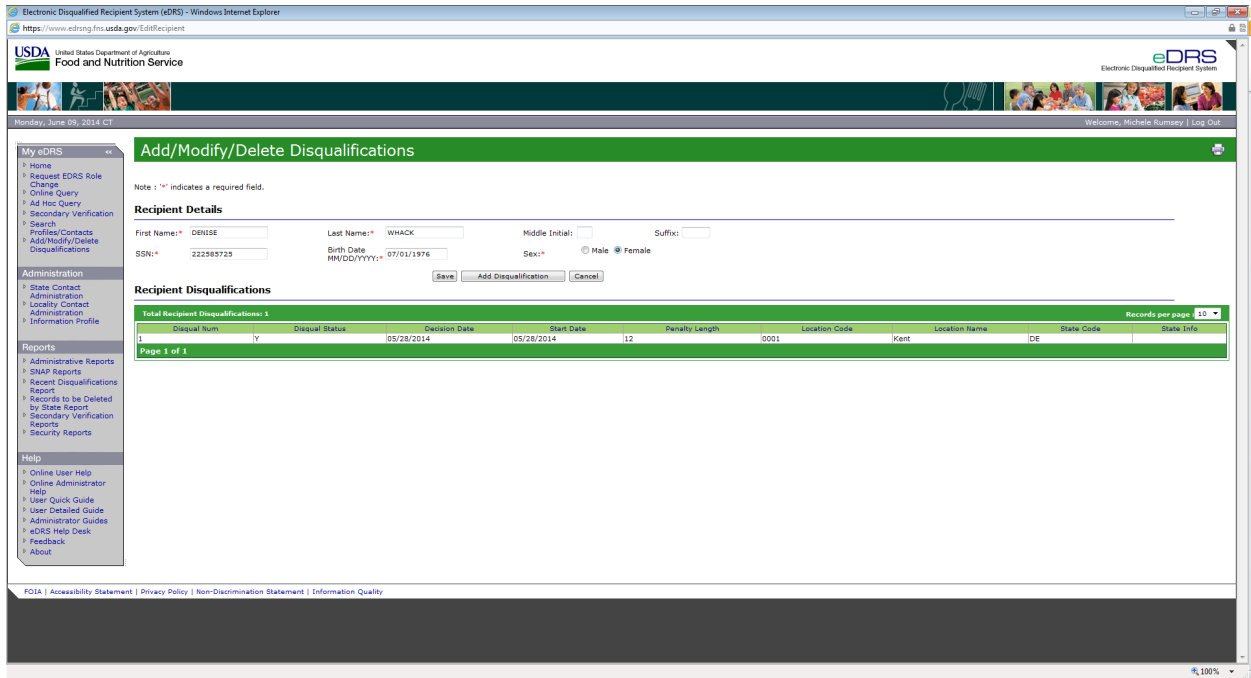 Electronic Disqualified Recipient System (eDRS) - Windows Internet Explorer
https://www.edrsng.fns.usda.gov/EditRecipient
USDA United States Department of Agriculture
Food and Nutrition Service
eDRS
Electronic Disqualified Recipient System
Monday, June 09, 2014 CT
Welcome, Michele Rumsey | Log Out
My eDRS «
Home
Request EDRS Role
Change
Online Query
Ad Hoc Query
Secondary Verification
Search
Profiles/Contacts
Add/Modify/Delete
Disqualifications
Administration
State Contact
Administration
Locality Contact
Administration
Information Profile
Reports
Administrative Reports
SNAP Reports
Recent Disqualifications
Report
Records to be Deleted
by State Report
Secondary Verification
Reports
Security Reports
Help
Online User Help
Online Administrator
Help
User Quick Guide
User Detailed Guide
Administrator Guides
eDRS Help Desk
Feedback
About
Add/Modify/Delete Disqualifications
Note : '*' indicates a required field.
Recipient Details
First Name:* DENISE Last Name:* WHACK Middle Initial: Suffix:
SSN:* 222585725 Birth Date MM/DD/YYYY:* 07/01/1976 Sex:* Male Female
Save Add Disqualification Cancel
Recipient Disqualifications
Total Recipient Disqualifications: 1 Records per page : 10
Disqual Num Disqual Status Decision Date Start Date Penalty Length Location Code Location Name State Code State Info
1 Y 05/28/2014 05/28/2014 12 0001 Kent DE
Page 1 of 1
FOIA | Accessibility Statement | Privacy Policy | Non-Discrimination Statement | Information Quality
100%